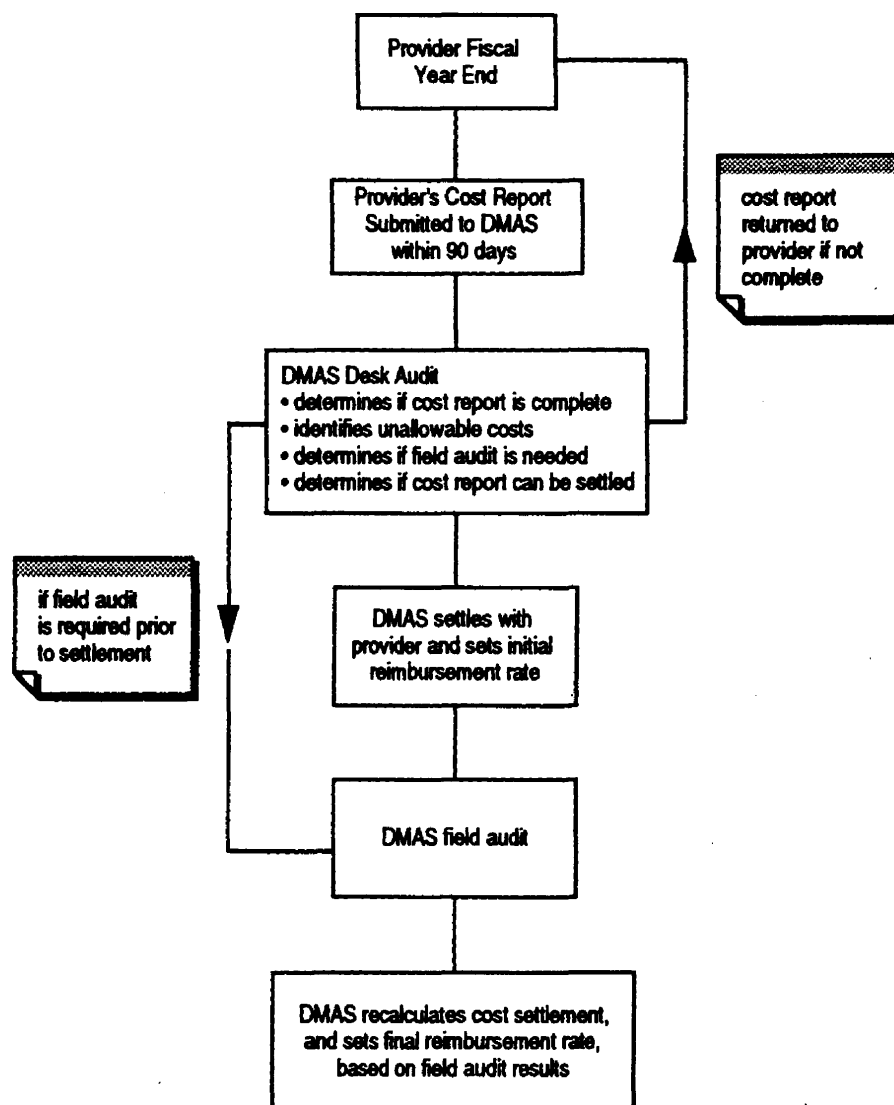 Provider Fiscal
Year End
Provider's Cost Report
Submitted to DMAS
within 90 days
cost report
returned to
provider if not
complete
DMAS Desk Audit
• determines if cost report is complete
• identifies unallowable costs
• determines if field audit is needed
• determines if cost report can be settled
if field audit
is required prior
to settlement
DMAS settles with
provider and sets initial
reimbursement rate
DMAS field audit
DMAS recalculates cost settlement,
and sets final reimbursement rate,
based on field audit results